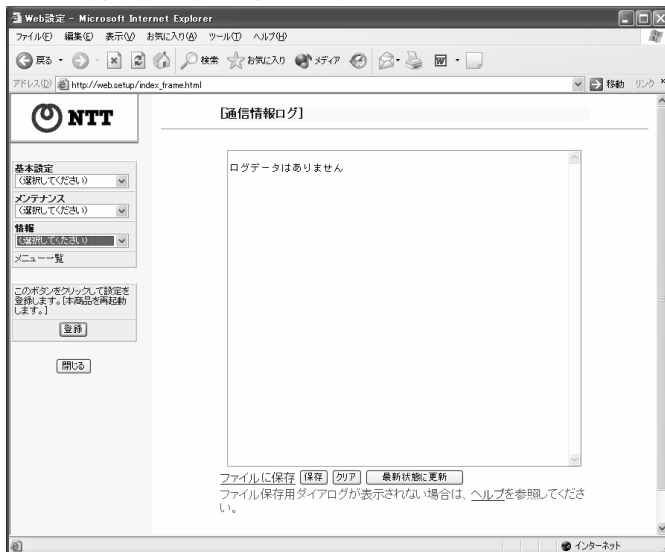 Web設定 - Microsoft Internet Explorer
ファイル(F) 編集(E) 表示(V) お気に入り(A) ツール(T) ヘルプ(H)
戻る 検索 お気に入り メディア
アドレス(D) http://web.setup/index_frame.html 移動 リンク »
NTT
[通信情報ログ]
基本設定
(選択してください)
メンテナンス
(選択してください)
情報
(選択してください)
メニュー一覧
このボタンをクリックして設定を
登録します。[本商品を再起動
します。]
登録
閉じる
ログデータはありません
ファイルに保存 保存 クリア 最新状態に更新
ファイル保存用ダイアログが表示されない場合は、ヘルプを参照してくださ
い。
インターネット